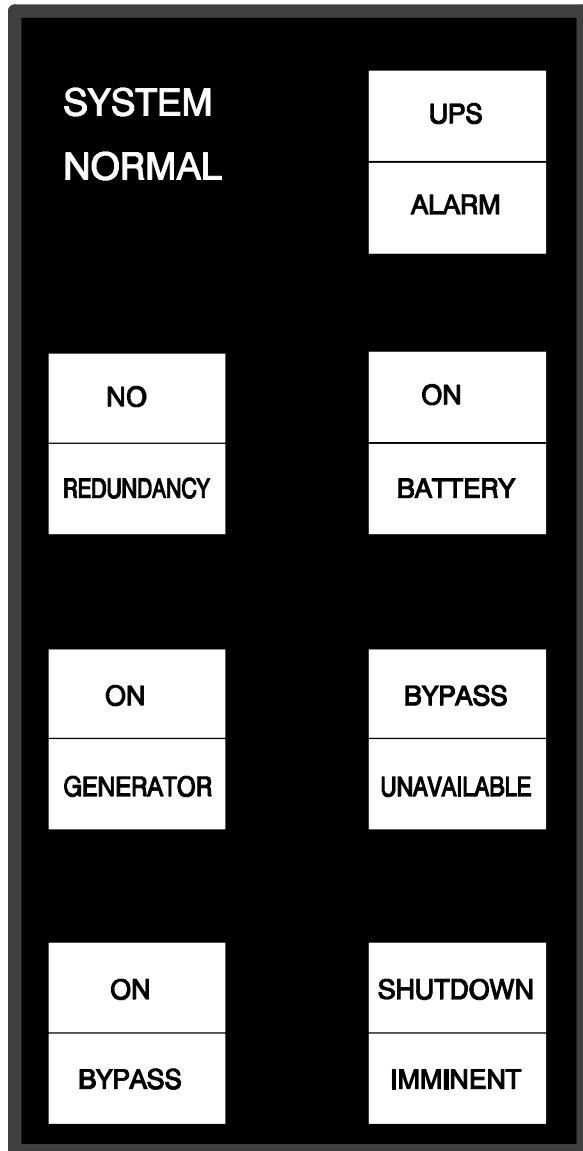 SYSTEM
NORMAL
UPS
ALARM
NO
REDUNDANCY
ON
BATTERY
ON
GENERATOR
BYPASS
UNAVAILABLE
ON
BYPASS
SHUTDOWN
IMMINENT